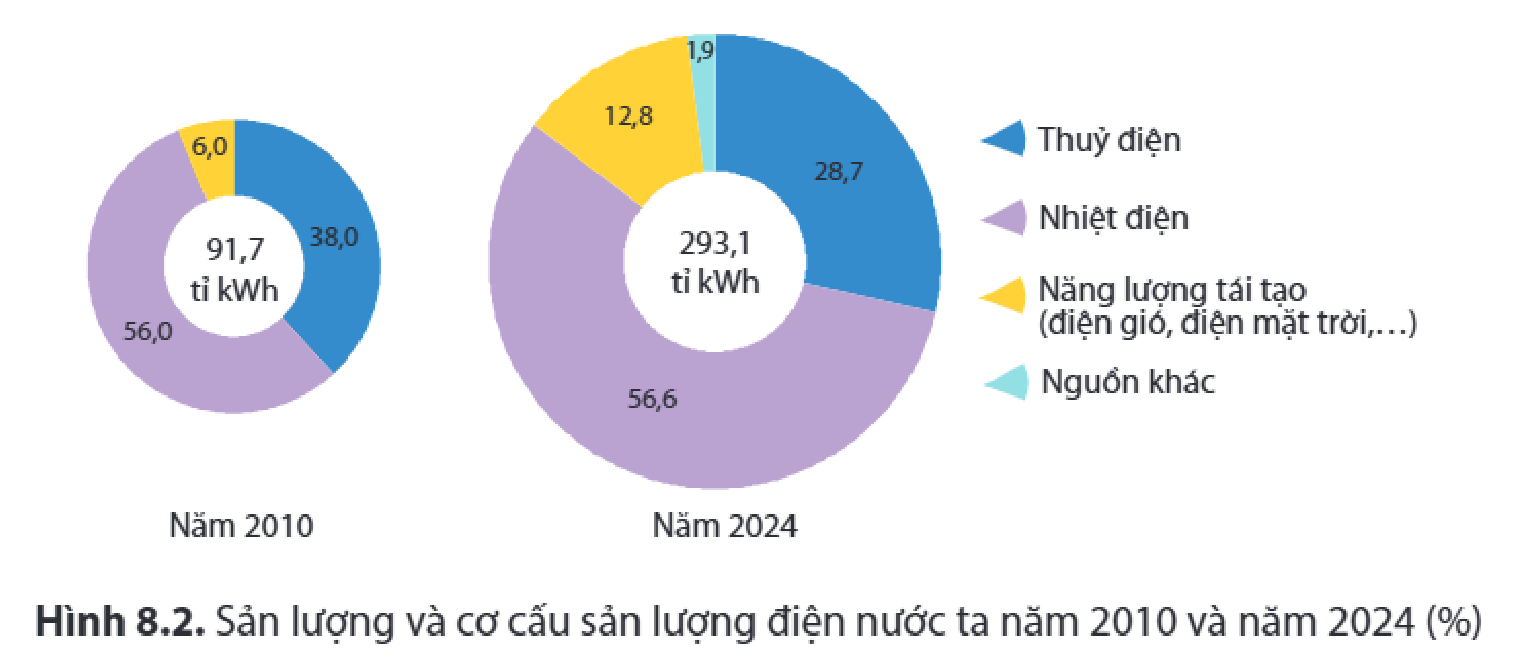 6,0
38,0
91,7
tỉ kWh
56,0
Năm 2010
1,9
12,8
28,7
293,1
tỉ kWh
56,6
Năm 2024
Thuỷ điện
Nhiệt điện
Năng lượng tái tạo
(điện gió, điện mặt trời,...)
Nguồn khác
Hình 8.2. Sản lượng và cơ cấu sản lượng điện nước ta năm 2010 và năm 2024 (%)